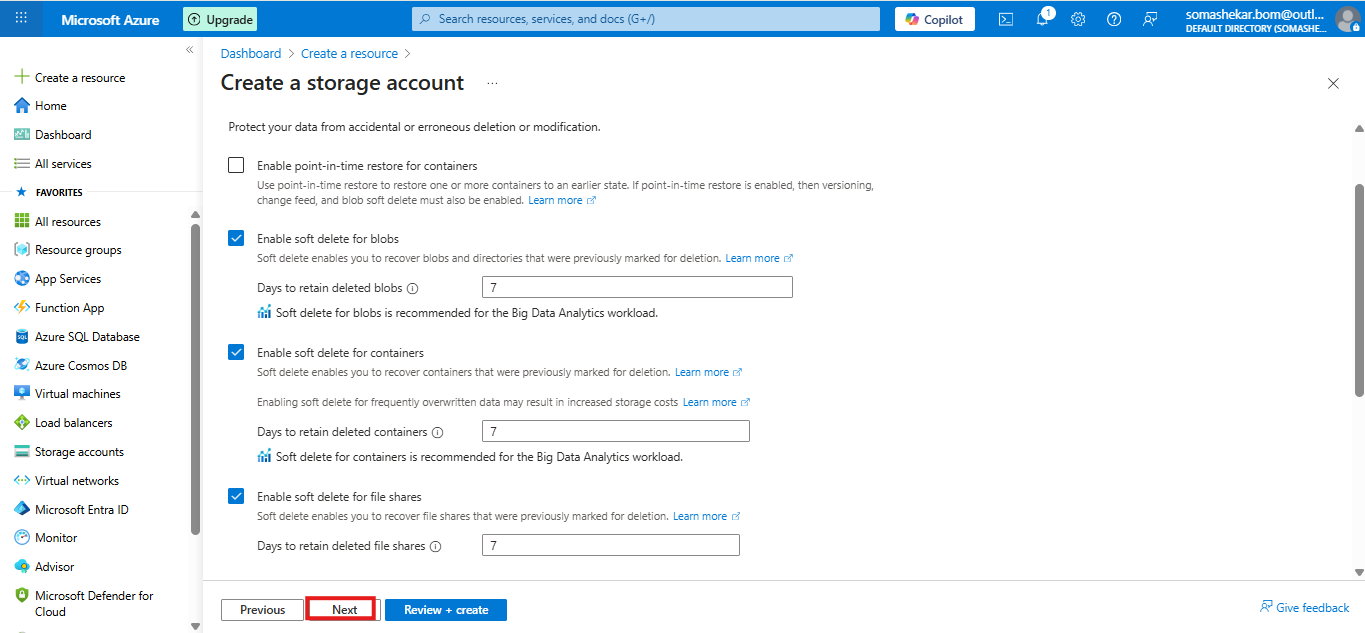 Microsoft Azure
Upgrade
Search resources, services, and docs (G+/)
Copilot
1
somashekar.bom@outl...
DEFAULT DIRECTORY (SOMASHE...
Create a resource
Home
Dashboard
All services
FAVORITES
All resources
Resource groups
App Services
Function App
SQL
Azure SQL Database
Azure Cosmos DB
Virtual machines
Load balancers
Storage accounts
Virtual networks
Microsoft Entra ID
Monitor
Advisor
Microsoft Defender for
Cloud
Dashboard > Create a resource >
Create a storage account ...
Protect your data from accidental or erroneous deletion or modification.
Enable point-in-time restore for containers
Use point-in-time restore to restore one or more containers to an earlier state. If point-in-time restore is enabled, then versioning,
change feed, and blob soft delete must also be enabled. Learn more
Enable soft delete for blobs
Soft delete enables you to recover blobs and directories that were previously marked for deletion. Learn more
Days to retain deleted blobs 7
Soft delete for blobs is recommended for the Big Data Analytics workload.
Enable soft delete for containers
Soft delete enables you to recover containers that were previously marked for deletion. Learn more
Enabling soft delete for frequently overwritten data may result in increased storage costs Learn more
Days to retain deleted containers 7
Soft delete for containers is recommended for the Big Data Analytics workload.
Enable soft delete for file shares
Soft delete enables you to recover file shares that were previously marked for deletion. Learn more
Days to retain deleted file shares 7
Previous
Next
Review + create
Give feedback